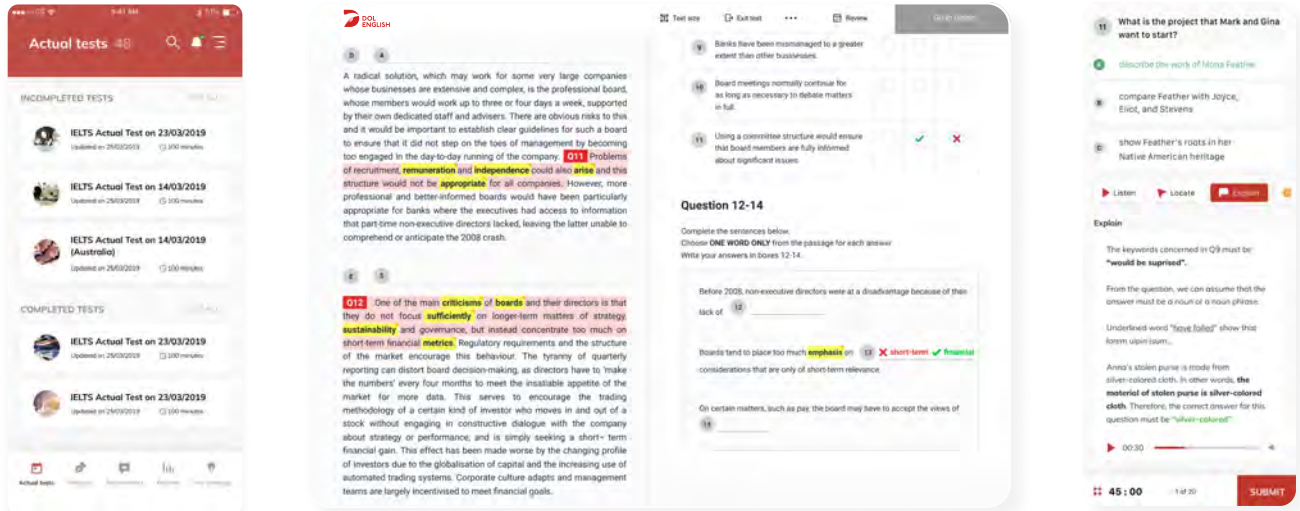 9:41 AM
Actual tests 48
INCOMPLETED TESTS
IELTS Actual Test on 23/03/2019
Updated on 25/03/2019 100 minutes
IELTS Actual Test on 14/03/2019
Updated on 25/03/2019 100 minutes
IELTS Actual Test on 14/03/2019
(Australia)
Updated on 25/03/2019 100 minutes
COMPLETED TESTS
IELTS Actual Test on 23/03/2019
Updated on 25/03/2019 100 minutes
IELTS Actual Test on 23/03/2019
Updated on 25/03/2019 100 minutes
Actual tests
DOL
ENGLISH
Text size Exit test ••• Review
D A
A radical solution, which may work for some very large companies
whose businesses are extensive and complex, is the professional board,
whose members would work up to three or four days a week, supported
by their own dedicated staff and advisers. There are obvious risks to this
and it would be important to establish clear guidelines for such a board
to ensure that it did not step on the toes of management by becoming
too engaged in the day-to-day running of the company. Q11 Problems
of recruitment, remuneration and independence could also arise and this
structure would not be appropriate for all companies. However, more
professional and better-informed boards would have been particularly
appropriate for banks where the executives had access to information
that part-time non-executive directors lacked, leaving the latter unable to
comprehend or anticipate the 2008 crash.
E
Q12 One of the main criticisms of boards and their directors is that
they do not focus sufficiently on longer-term matters of strategy,
sustainability and governance, but instead concentrate too much on
short-term financial metrics. Regulatory requirements and the structure
of the market encourage this behaviour. The tyranny of quarterly
reporting can distort board decision-making, as directors have to 'make
the numbers' every four months to meet the insatiable appetite of the
market for more data. This serves to encourage the trading
methodology of a certain kind of investor who moves in and out of a
stock without engaging in constructive dialogue with the company
about strategy or performance, and is simply seeking a short- term
financial gain. This effect has been made worse by the changing profile
of investors due to the globalisation of capital and the increasing use of
automated trading systems. Corporate culture adapts and management
teams are largely incentivised to meet financial goals.
9 Banks have been mismanaged to a greater
extent than other businesses.
10 Board meetings normally continue for
as long as necessary to debate matters
in full.
11 Using a committee structure would ensure
that board members are fully informed
about significant issues.
Question 12-14
Complete the sentences below.
Choose ONE WORD ONLY from the passage for each answer
Write your answers in boxes 12-14.
Before 2008, non-executive directors were at a disadvantage because of their
lack of 12
Boards tend to place too much emphasis on 13 short-term financial
considerations that are only of short-term relevance.
On certain matters, such as pay, the board may have to accept the views of
14
11 What is the project that Mark and Gina
want to start?
A describe the work of Mona Feather
B compare Feather with Joyce,
Eliot, and Stevens
C show Feather's roots in her
Native American heritage
Listen Locate Explain
Explain
The keywords concerned in Q9 must be
"would be suprised".
From the question, we can assume that the
answer must be a noun or a noun phrase.
Underlined word "have failed" show that
lorem ulpin isum...
Anna's stolen purse is made from
silver-colored cloth. In other words, the
material of stolen purse is silver-colored
cloth. Therefore, the correct answer for this
question must be "silver-colored"
00:30
45 : 00 1 of 20 SUBMIT